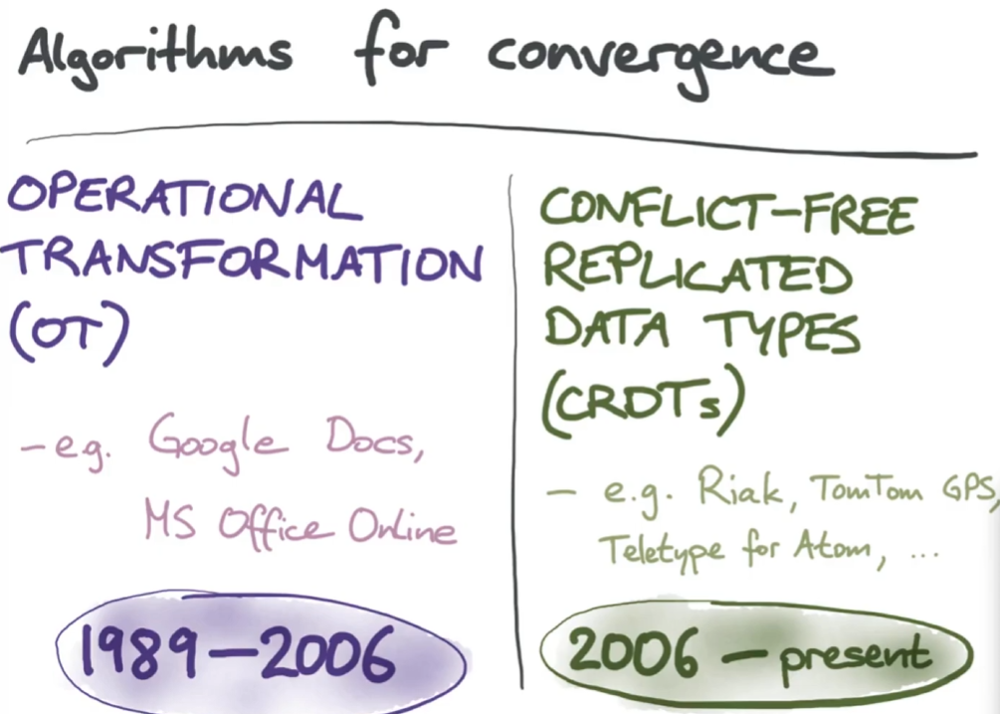 Algorithms for convergence
OPERATIONAL
TRANSFORMATION
(OT)
- eg. Google Docs,
MS Office Online
1989-2006
CONFLICT-FREE
REPLICATED
DATA TYPES
(CRDTs)
- e.g. Riak, TomTom GPS,
Teletype for Atom, ...
2006 - present